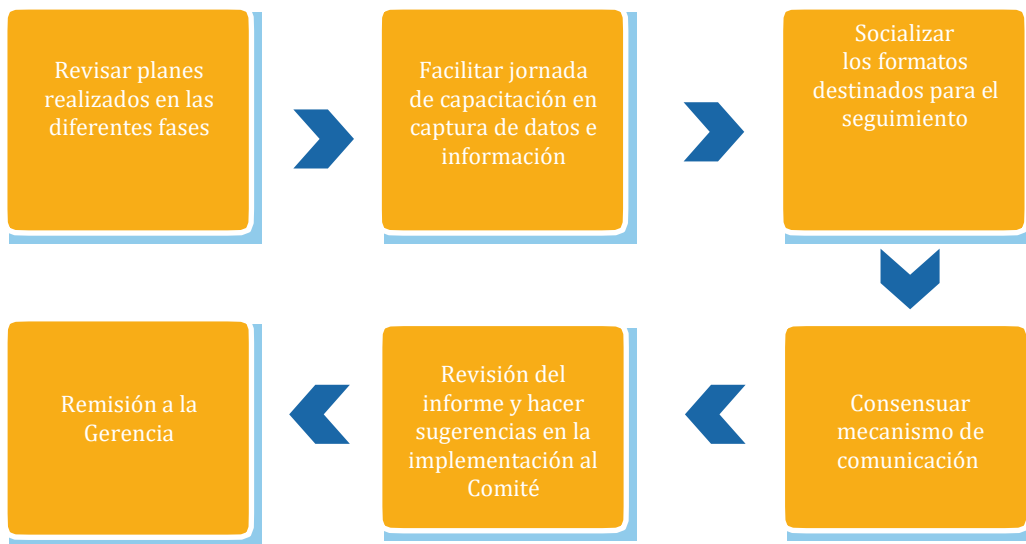 Revisar planes
realizados en las
diferentes fases
Facilitar jornada
de capacitación en
captura de datos e
información
Socializar
los formatos
destinados para el
seguimiento
Consensuar
mecanismo de
comunicación
Revisión del
informe y hacer
sugerencias en la
implementación al
Comité
Remisión a la
Gerencia